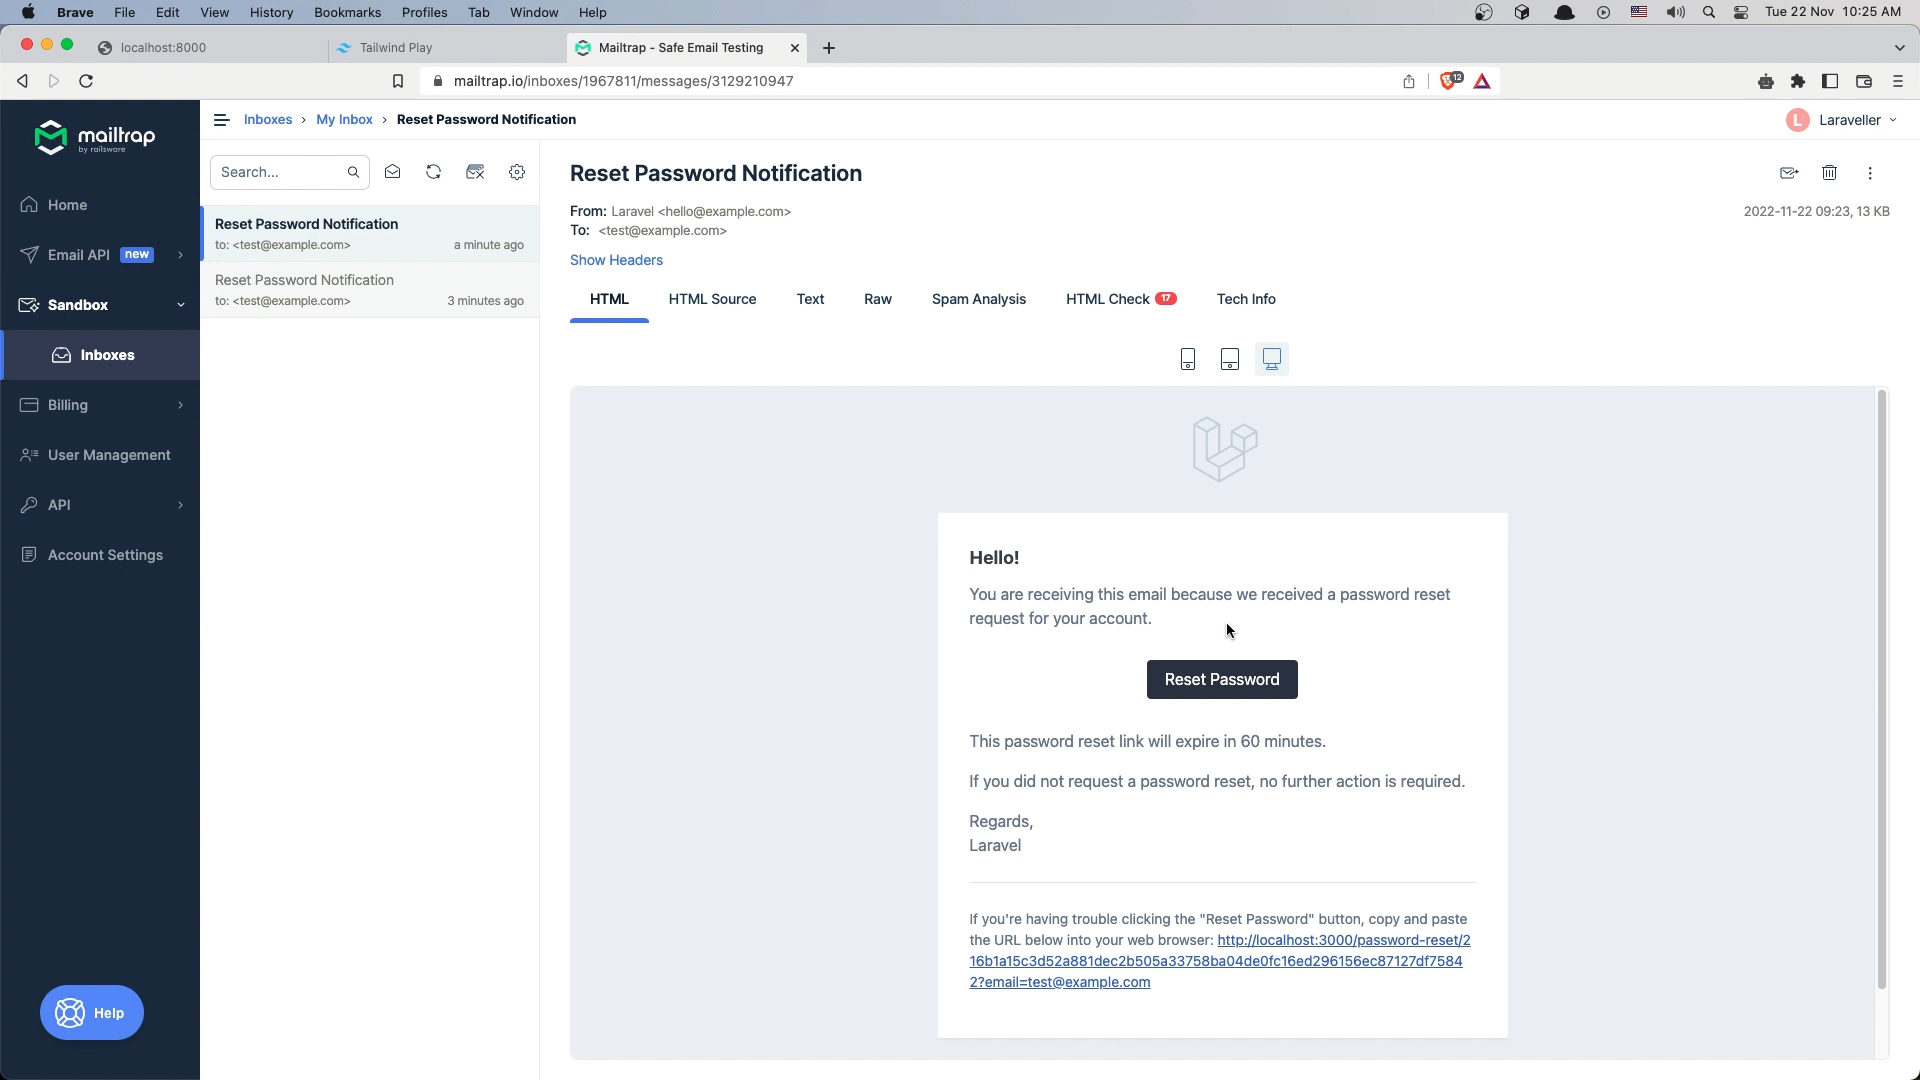 Brave File Edit View History Bookmarks Profiles Tab Window Help Tue 22 Nov 10:25 AM
localhost:8000 Tailwind Play Mailtrap - Safe Email Testing
mailtrap.io/inboxes/1967811/messages/3129210947 12
mailtrap
by railsware
Home
Email API new
Sandbox
Inboxes
Billing
User Management
API
Account Settings
Help
Inboxes › My Inbox › Reset Password Notification
L Laraveller
Search...
Reset Password Notification
to: <test@example.com> a minute ago
Reset Password Notification
to: <test@example.com> 3 minutes ago
Reset Password Notification
From: Laravel <hello@example.com> 2022-11-22 09:23, 13 KB
To: <test@example.com>
Show Headers
HTML HTML Source Text Raw Spam Analysis HTML Check 17 Tech Info
Hello!
You are receiving this email because we received a password reset
request for your account.
Reset Password
This password reset link will expire in 60 minutes.
If you did not request a password reset, no further action is required.
Regards,
Laravel
If you're having trouble clicking the "Reset Password" button, copy and paste
the URL below into your web browser: http://localhost:3000/password-reset/2
16b1a15c3d52a881dec2b505a33758ba04de0fc16ed296156ec87127df7584
2?email=test@example.com